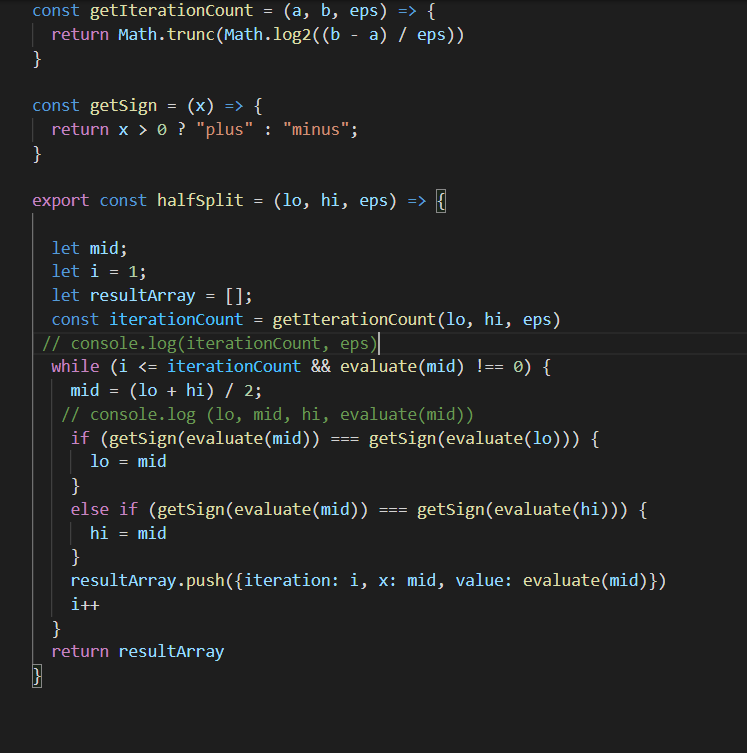 const getIterationCount = (a, b, eps) => {
return Math.trunc(Math.log2((b - a) / eps))
}
const getSign = (x) => {
return x > 0 ? "plus" : "minus";
}
export const halfSplit = (lo, hi, eps) => {
let mid;
let i = 1;
let resultArray = [];
const iterationCount = getIterationCount(lo, hi, eps)
// console.log(iterationCount, eps)
while (i <= iterationCount && evaluate(mid) !== 0) {
mid = (lo + hi) / 2;
// console.log (lo, mid, hi, evaluate(mid))
if (getSign(evaluate(mid)) === getSign(evaluate(lo))) {
lo = mid
}
else if (getSign(evaluate(mid)) === getSign(evaluate(hi))) {
hi = mid
}
resultArray.push({iteration: i, x: mid, value: evaluate(mid)})
i++
}
return resultArray
}